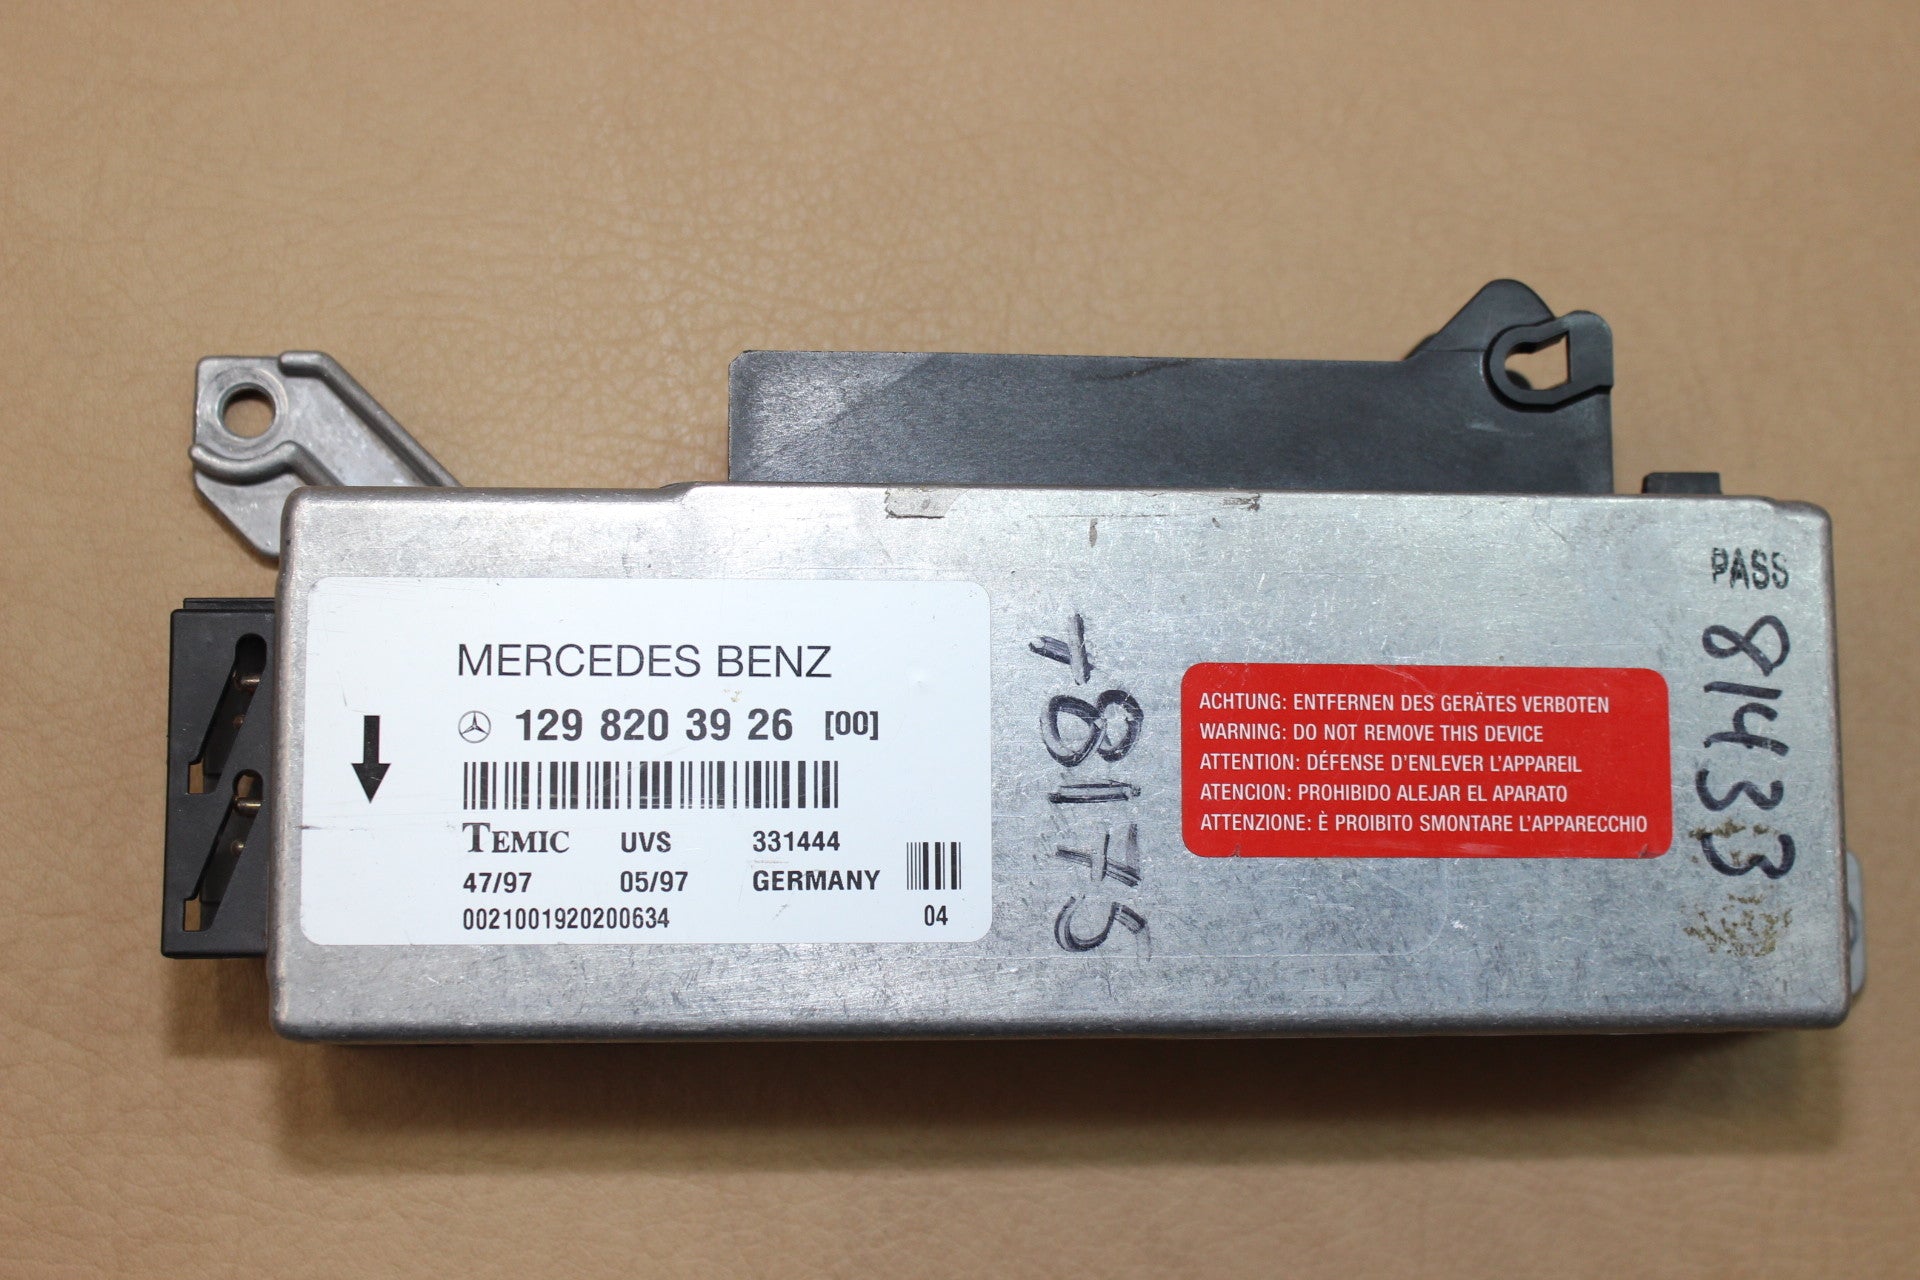 MERCEDES BENZ
129 820 39 26 [00]
TEMIC UVS 331444
47/97 05/97 GERMANY
0021001920200634 04
T8175
ACHTUNG: ENTFERNEN DES GERÄTES VERBOTEN
WARNING: DO NOT REMOVE THIS DEVICE
ATTENTION: DÉFENSE D'ENLEVER L'APPAREIL
ATENCION: PROHIBIDO ALEJAR EL APARATO
ATTENZIONE: È PROIBITO SMONTARE L'APPARECCHIO
PASS
81433